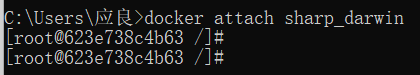 C:\Users\应良>docker attach sharp_darwin
[root@623e738c4b63 /]#
[root@623e738c4b63 /]#